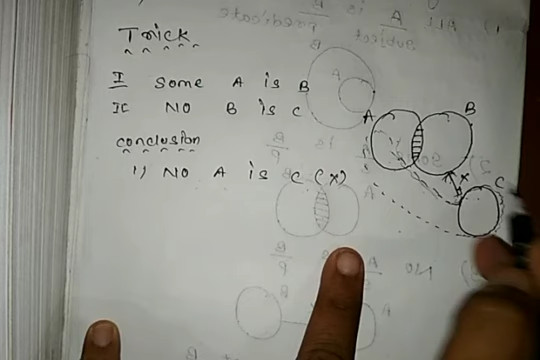 Trick
I Some A is B
II NO B is C
conclusion
1) NO A is C (X)
A
B
C
x